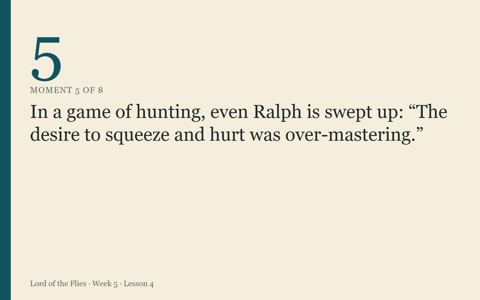 5
MOMENT 5 OF 8
In a game of hunting, even Ralph is swept up: “The
desire to squeeze and hurt was over-mastering.”
Lord of the Flies · Week 5 · Lesson 4